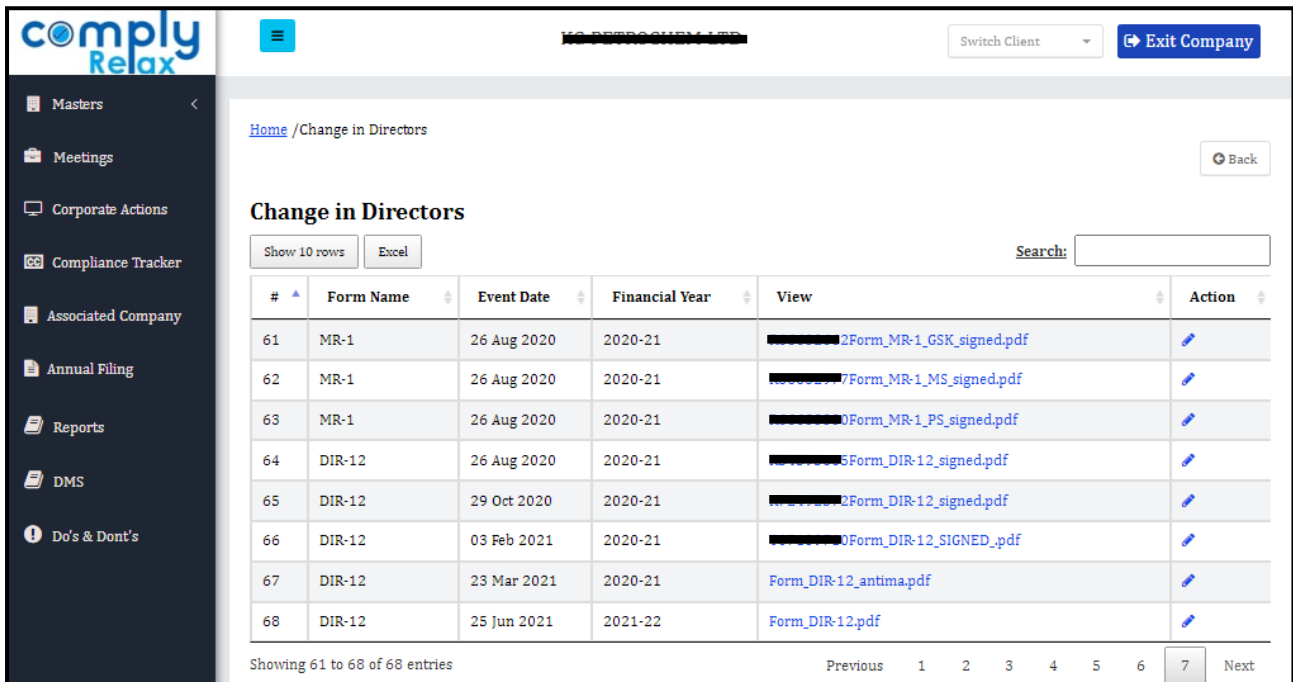 comply
Relax
Switch Client
Exit Company
Masters
Meetings
Corporate Actions
Compliance Tracker
Associated Company
Annual Filing
Reports
DMS
Do's & Dont's
Home /Change in Directors
Back
Change in Directors
Show 10 rows Excel Search:
# Form Name Event Date Financial Year View Action
61 MR-1 26 Aug 2020 2020-21 2Form_MR-1_GSK_signed.pdf
62 MR-1 26 Aug 2020 2020-21 7Form_MR-1_MS_signed.pdf
63 MR-1 26 Aug 2020 2020-21 0Form_MR-1_PS_signed.pdf
64 DIR-12 26 Aug 2020 2020-21 5Form_DIR-12_signed.pdf
65 DIR-12 29 Oct 2020 2020-21 2Form_DIR-12_signed.pdf
66 DIR-12 03 Feb 2021 2020-21 0Form_DIR-12_SIGNED_.pdf
67 DIR-12 23 Mar 2021 2020-21 Form_DIR-12_antima.pdf
68 DIR-12 25 Jun 2021 2021-22 Form_DIR-12.pdf
Showing 61 to 68 of 68 entries Previous 1 2 3 4 5 6 7 Next